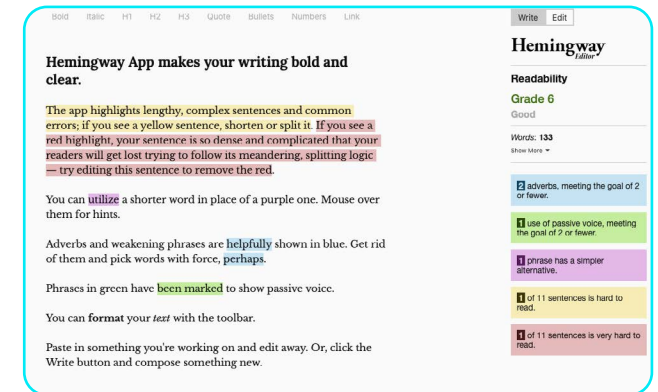 Bold Italic H1 H2 H3 Quote Bullets Numbers Link
Write Edit
Hemingway
Editor
Hemingway App makes your writing bold and
clear.
The app highlights lengthy, complex sentences and common
errors; if you see a yellow sentence, shorten or split it. If you see a
red highlight, your sentence is so dense and complicated that your
readers will get lost trying to follow its meandering, splitting logic
— try editing this sentence to remove the red.
You can utilize a shorter word in place of a purple one. Mouse over
them for hints.
Adverbs and weakening phrases are helpfully shown in blue. Get rid
of them and pick words with force, perhaps.
Phrases in green have been marked to show passive voice.
You can format your text with the toolbar.
Paste in something you're working on and edit away. Or, click the
Write button and compose something new.
Readability
Grade 6
Good
Words: 133
Show More
2 adverbs, meeting the goal of 2
or fewer.
1 use of passive voice, meeting
the goal of 2 or fewer.
1 phrase has a simpler
alternative.
1 of 11 sentences is hard to
read.
1 of 11 sentences is very hard to
read.